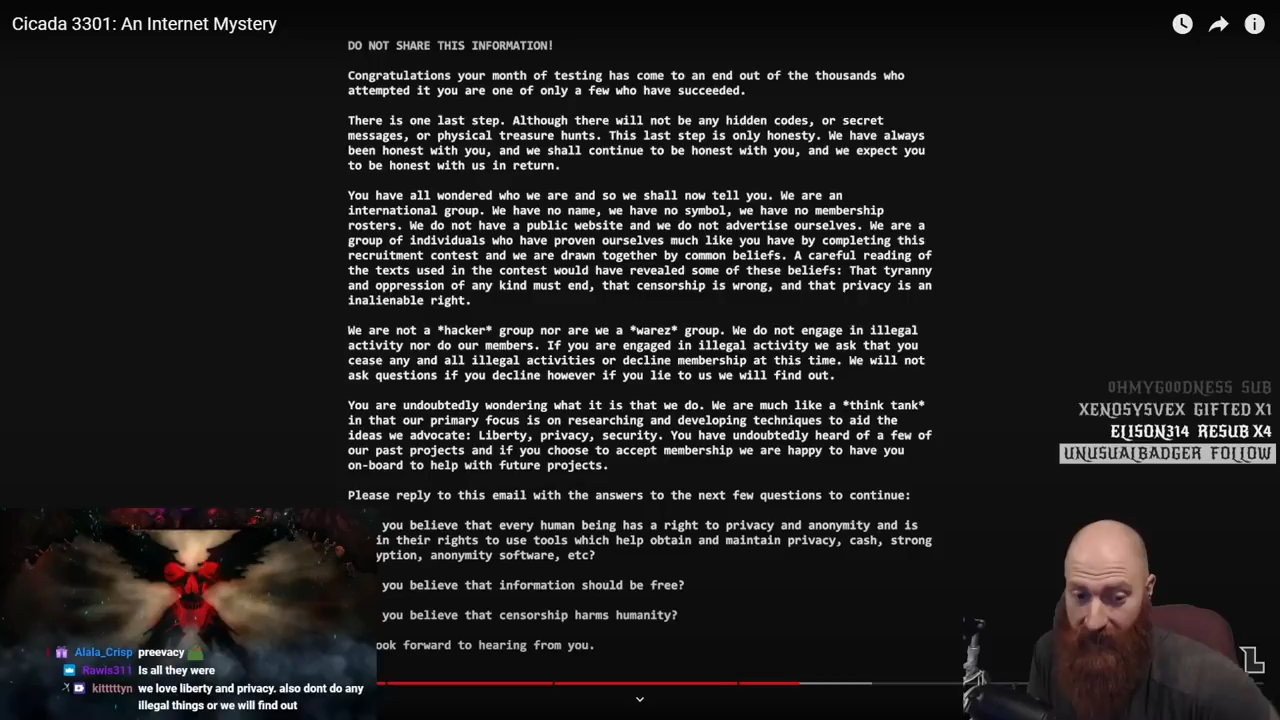 Cicada 3301: An Internet Mystery
DO NOT SHARE THIS INFORMATION!
Congratulations your month of testing has come to an end out of the thousands who
attempted it you are one of only a few who have succeeded.
There is one last step. Although there will not be any hidden codes, or secret
messages, or physical treasure hunts. This last step is only honesty. We have always
been honest with you, and we shall continue to be honest with you, and we expect you
to be honest with us in return.
You have all wondered who we are and so we shall now tell you. We are an
international group. We have no name, we have no symbol, we have no membership
rosters. We do not have a public website and we do not advertise ourselves. We are a
group of individuals who have proven ourselves much like you have by completing this
recruitment contest and we are drawn together by common beliefs. A careful reading of
the texts used in the contest would have revealed some of these beliefs: That tyranny
and oppression of any kind must end, that censorship is wrong, and that privacy is an
inalienable right.
We are not a *hacker* group nor are we a *warez* group. We do not engage in illegal
activity nor do our members. If you are engaged in illegal activity we ask that you
cease any and all illegal activities or decline membership at this time. We will not
ask questions if you decline however if you lie to us we will find out.
You are undoubtedly wondering what it is that we do. We are much like a *think tank*
in that our primary focus is on researching and developing techniques to aid the
ideas we advocate: Liberty, privacy, security. You have undoubtedly heard of a few of
our past projects and if you choose to accept membership we are happy to have you
on-board to help with future projects.
Please reply to this email with the answers to the next few questions to continue:
you believe that every human being has a right to privacy and anonymity and is
in their rights to use tools which help obtain and maintain privacy, cash, strong
yption, anonymity software, etc?
you believe that information should be free?
you believe that censorship harms humanity?
ook forward to hearing from you.
OHMYGOODNESS SUB
XENOSYSVEX GIFTED X1
ELISON314 RESUB X4
UNUSUALBADGER FOLLOW
Alala_Crisp preevacy
Rawis311 Is all they were
kitttttyn we love liberty and privacy. also dont do any
illegal things or we will find out